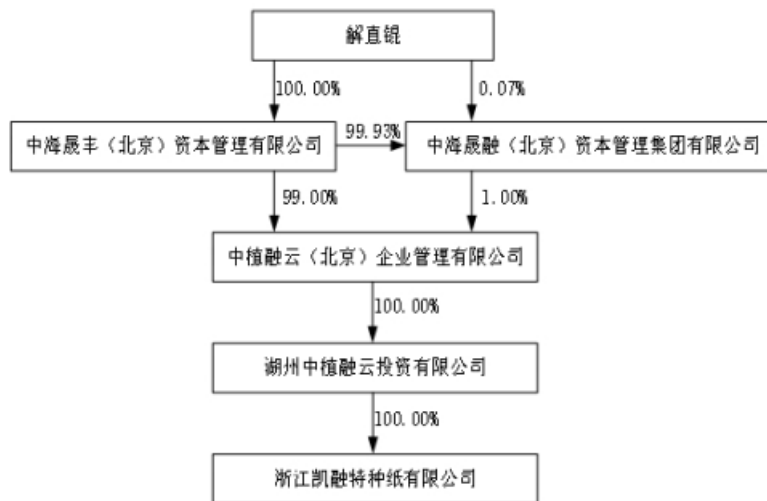 解直锟
100.00%
0.07%
中海晟丰（北京）资本管理有限公司
99.93%
中海晟融（北京）资本管理集团有限公司
99.00%
1.00%
中植融云（北京）企业管理有限公司
100.00%
湖州中植融云投资有限公司
100.00%
浙江凯融特种纸有限公司